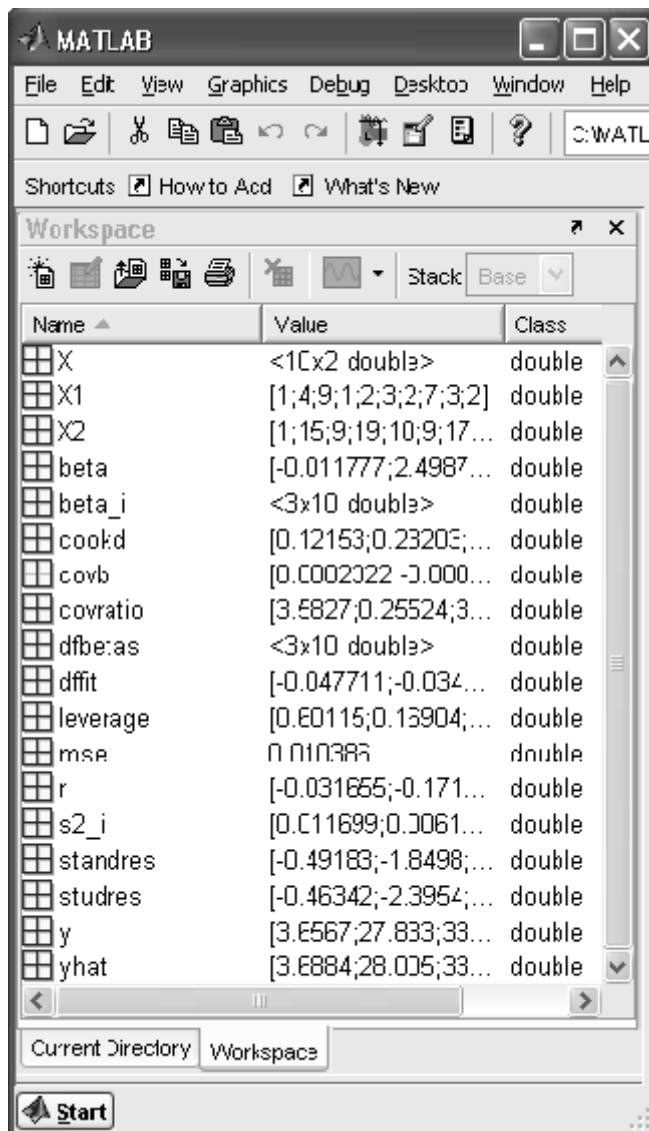 MATLAB
File Edit View Graphics Debug Desktop Window Help
C:\MATL
Shortcuts How to Add What's New
Workspace
Stack: Base
Name Value Class
X <10x2 double> double
X1 [1;4;9;1;2;3;2;7;3;2] double
X2 [1;15;9;19;10;9;17... double
beta [-0.011777;2.4987... double
beta_i <3x10 double> double
cookd [0.12153;0.23203;... double
covb [0.0002022 -0.000... double
covratio [3.5827;0.25524;3... double
dfbetas <3x10 double> double
dffit [-0.047711;-0.034... double
leverage [0.60115;0.16904;... double
mse 0.010386 double
r [-0.031655;-0.171... double
s2_i [0.011699;0.0061... double
standres [-0.49183;-1.8498;... double
studres [-0.46342;-2.3954;... double
y [3.6567;27.833;33... double
yhat [3.6884;28.005;33... double
Current Directory Workspace
Start